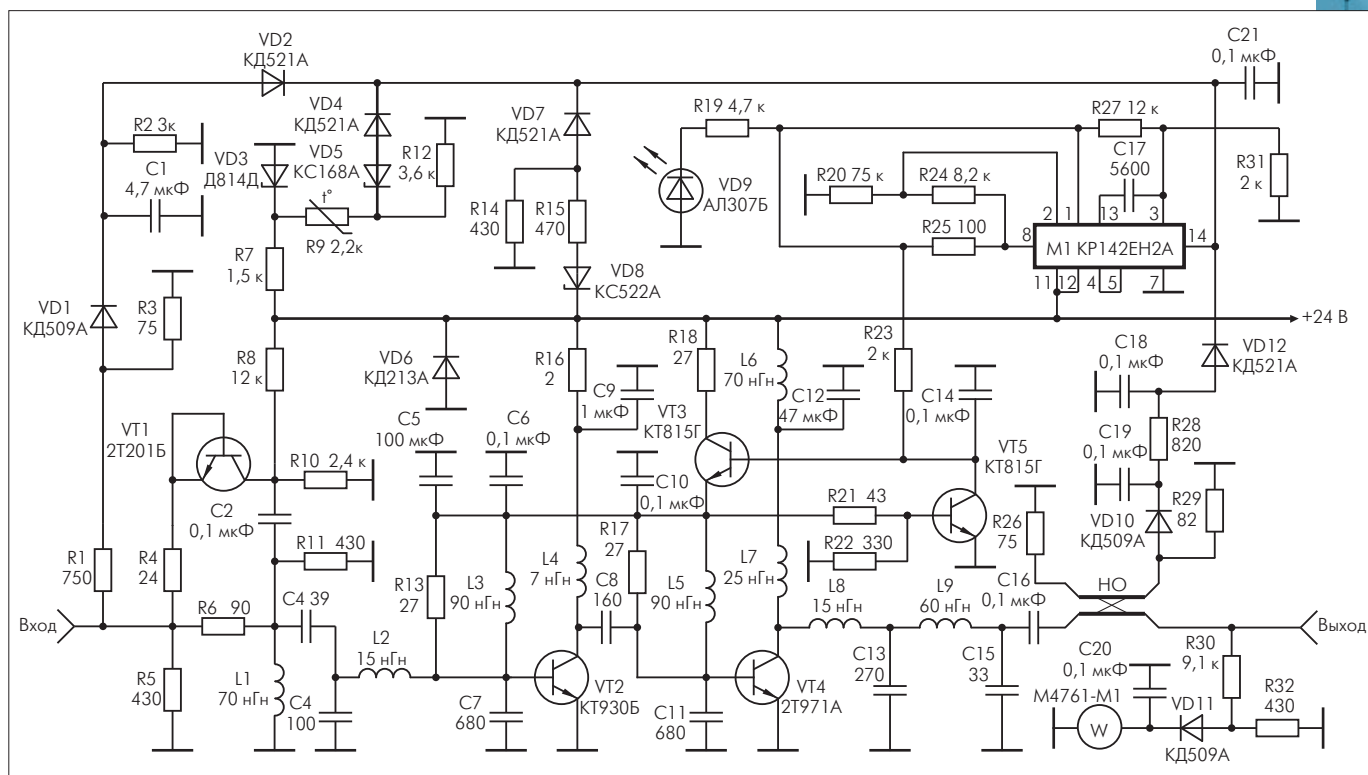 VD2
КД521А
C21
0,1 мкФ
R2 3к
C1
4,7 мкФ
VD3
Д814Д
VD4
КД521А
VD5
КС168А
R12
3,6 к
VD7
КД521А
R19 4,7 к
R27 12 к
C17
5600
R31
2 к
t°
R9 2,2к
R14
430
R15
470
VD9
АЛ307Б
R20 75 к
R24 8,2 к
R25 100
2
1
13
3
8
М1 КР142ЕН2А
14
11
12
4
5
7
R7
1,5 к
VD8
КС522А
VD1
КД509А
R3
75
+24 В
R8
12 к
VD6
КД213А
R16
2
C9
1 мкФ
R18
27
L6
70 нГн
C12
47 мкФ
R23
2 к
C14
0,1 мкФ
C18
0,1 мкФ
VD12
КД521А
VT1
2Т201Б
C5
100 мкФ
C6
0,1 мкФ
VT3
КТ815Г
VT5
КТ815Г
C19
0,1 мкФ
R28
820
R10 2,4 к
C2
0,1 мкФ
C10
0,1 мкФ
R21 43
R26
75
VD10
КД509А
R29
82
R1
750
R4
24
R11 430
R13
27
L3
90 нГн
L4
7 нГн
R17
27
C8
160
L5
90 нГн
L7
25 нГн
R22 330
L8
15 нГн
L9
60 нГн
C16
0,1 мкФ
НО
Вход
R6 90
C4 39
L2
15 нГн
Выход
R5
430
L1
70 нГн
C4
100
C7
680
VT2
КТ930Б
C11
680
VT4
2Т971А
C13
270
C15
33
C20
0,1 мкФ
R30
9,1 к
М4761-М1
W
VD11
КД509А
R32
430